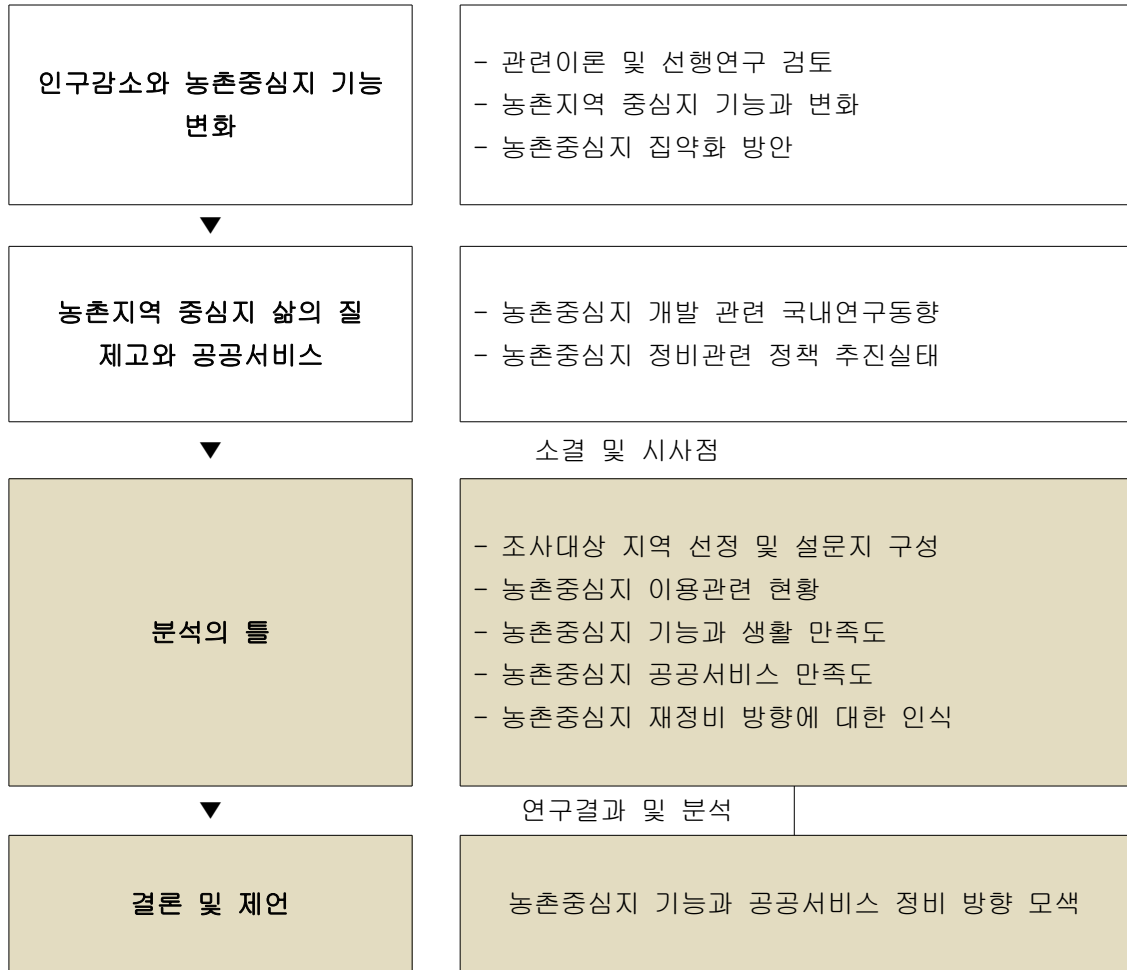 인구감소와 농촌중심지 기능
변화
- 관련이론 및 선행연구 검토
- 농촌지역 중심지 기능과 변화
- 농촌중심지 집약화 방안
▼
농촌지역 중심지 삶의 질
제고와 공공서비스
- 농촌중심지 개발 관련 국내연구동향
- 농촌중심지 정비관련 정책 추진실태
▼
소결 및 시사점
분석의 틀
- 조사대상 지역 선정 및 설문지 구성
- 농촌중심지 이용관련 현황
- 농촌중심지 기능과 생활 만족도
- 농촌중심지 공공서비스 만족도
- 농촌중심지 재정비 방향에 대한 인식
▼
연구결과 및 분석
결론 및 제언
농촌중심지 기능과 공공서비스 정비 방향 모색